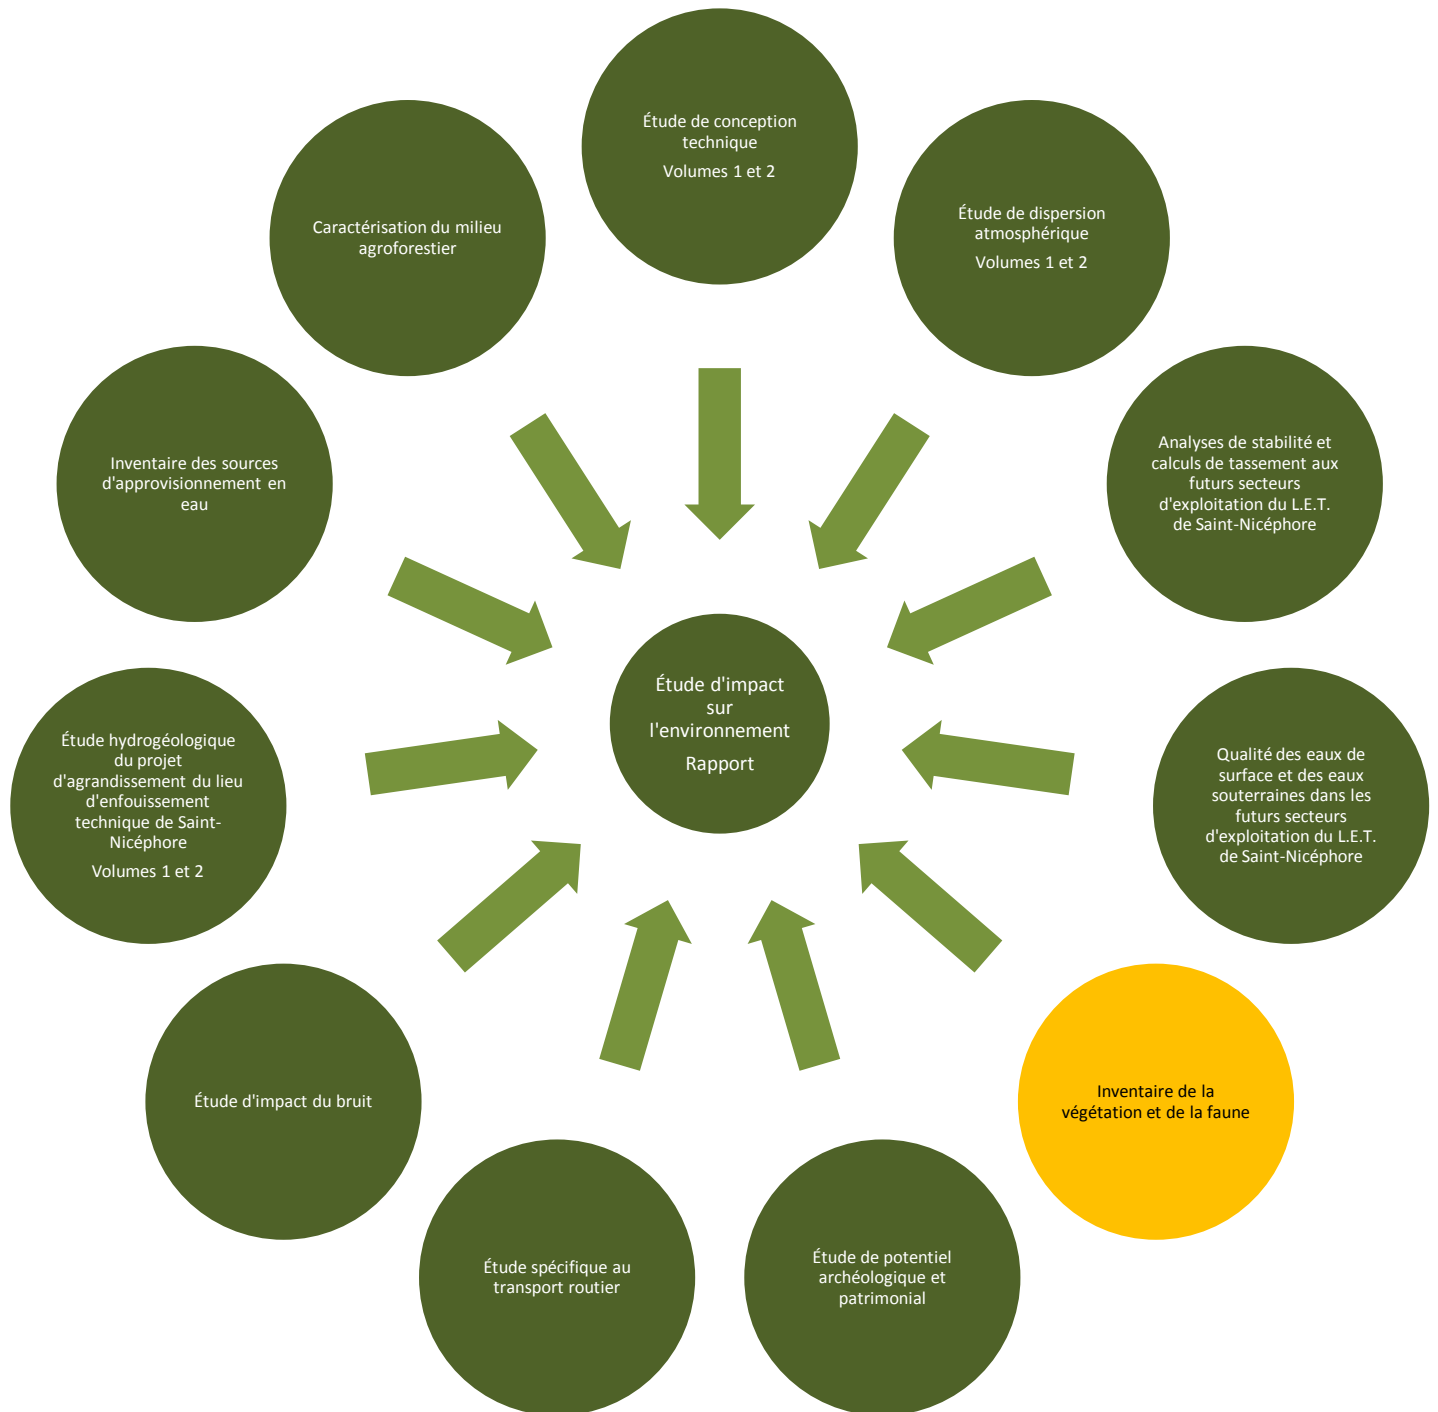 Étude de conception
technique
Volumes 1 et 2
Étude de dispersion
atmosphérique
Volumes 1 et 2
Analyses de stabilité et
calculs de tassement aux
futurs secteurs
d'exploitation du L.E.T.
de Saint-Nicéphore
Qualité des eaux de
surface et des eaux
souterraines dans les
futurs secteurs
d'exploitation du L.E.T.
de Saint-Nicéphore
Inventaire de la
végétation et de la faune
Étude de potentiel
archéologique et
patrimonial
Étude spécifique au
transport routier
Étude d'impact du bruit
Étude hydrogéologique
du projet
d'agrandissement du lieu
d'enfouissement
technique de Saint-
Nicéphore
Volumes 1 et 2
Inventaire des sources
d'approvisionnement en
eau
Caractérisation du milieu
agroforestier
Étude d'impact
sur
l'environnement
Rapport